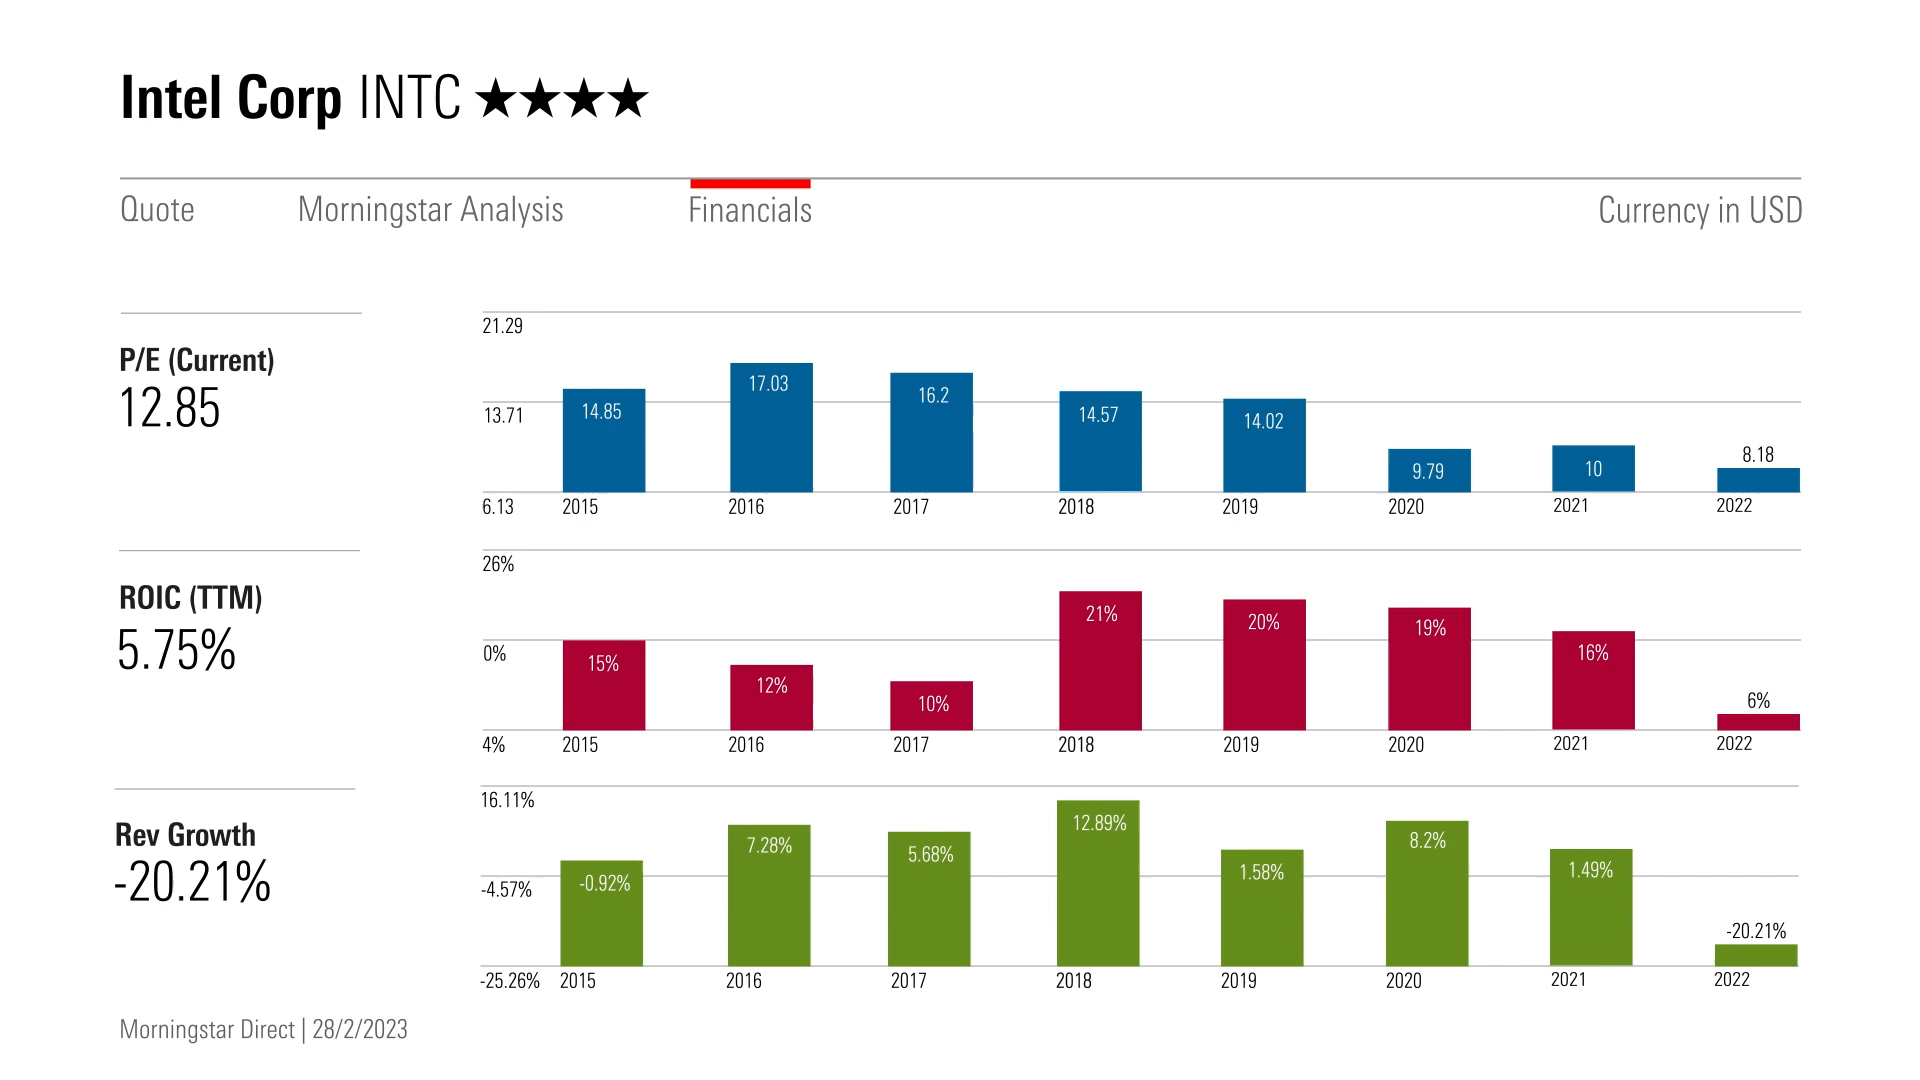 Intel Corp INTC ★★★★
Quote Morningstar Analysis Financials Currency in USD
P/E (Current)
12.85
21.29
13.71
6.13
14.85 17.03 16.2 14.57 14.02 9.79 10 8.18
2015 2016 2017 2018 2019 2020 2021 2022
ROIC (TTM)
5.75%
26%
0%
4%
15% 12% 10% 21% 20% 19% 16% 6%
2015 2016 2017 2018 2019 2020 2021 2022
Rev Growth
-20.21%
16.11%
-4.57%
-25.26%
-0.92% 7.28% 5.68% 12.89% 1.58% 8.2% 1.49% -20.21%
2015 2016 2017 2018 2019 2020 2021 2022
Morningstar Direct | 28/2/2023